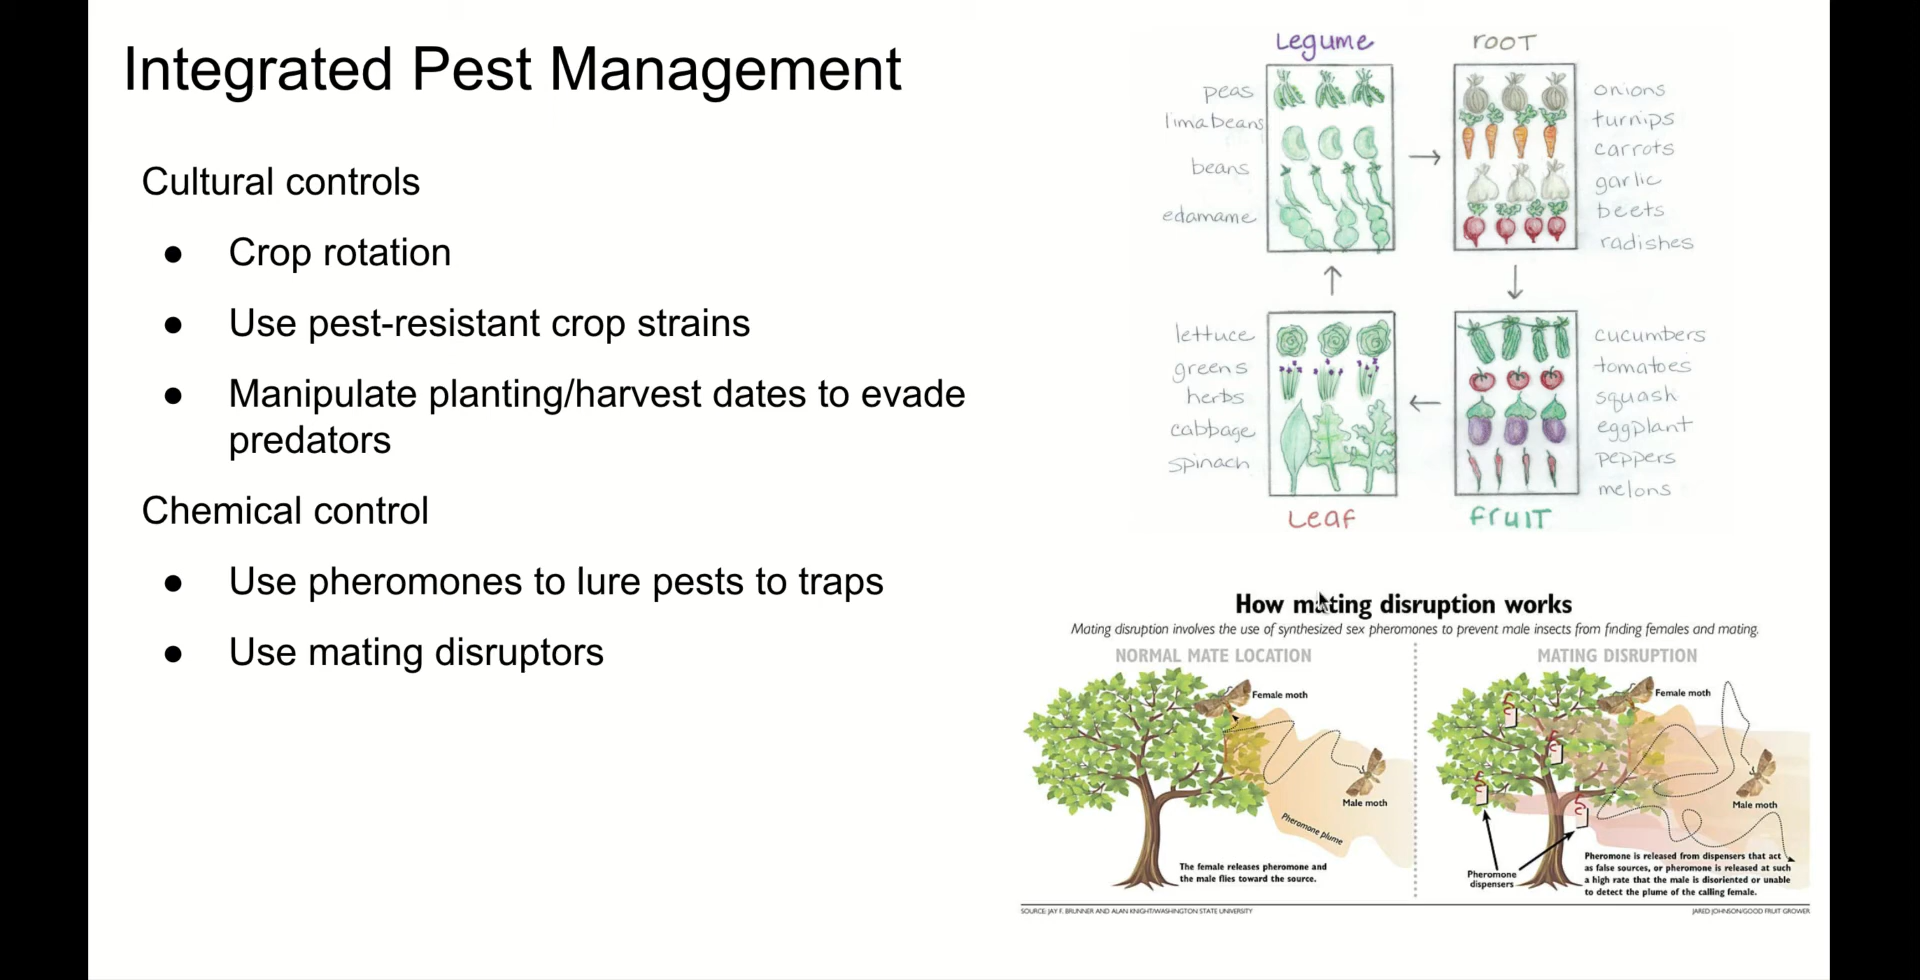 Integrated Pest Management
Cultural controls
● Crop rotation
● Use pest-resistant crop strains
● Manipulate planting/harvest dates to evade
predators
Chemical control
● Use pheromones to lure pests to traps
● Use mating disruptors
Legume
peas
lima beans
beans
edamame
root
onions
turnips
carrots
garlic
beets
radishes
lettuce
greens
herbs
cabbage
spinach
Leaf
cucumbers
tomatoes
squash
eggplant
peppers
melons
fruit
How mating disruption works
Mating disruption involves the use of synthesized sex pheromones to prevent male insects from finding females and mating.
NORMAL MATE LOCATION
Female moth
Male moth
Pheromone plume
The female releases pheromone and
the male flies toward the source.
MATING DISRUPTION
Female moth
Male moth
Pheromone
dispensers
Pheromone is released from dispensers that act
as false sources, or pheromone is released at such
a high rate that the male is disoriented or unable
to detect the plume of the calling female.
SOURCE: JAY F. BRUNNER AND ALAN KNIGHT/WASHINGTON STATE UNIVERSITY
JARED JOHNSON/GOOD FRUIT GROWER